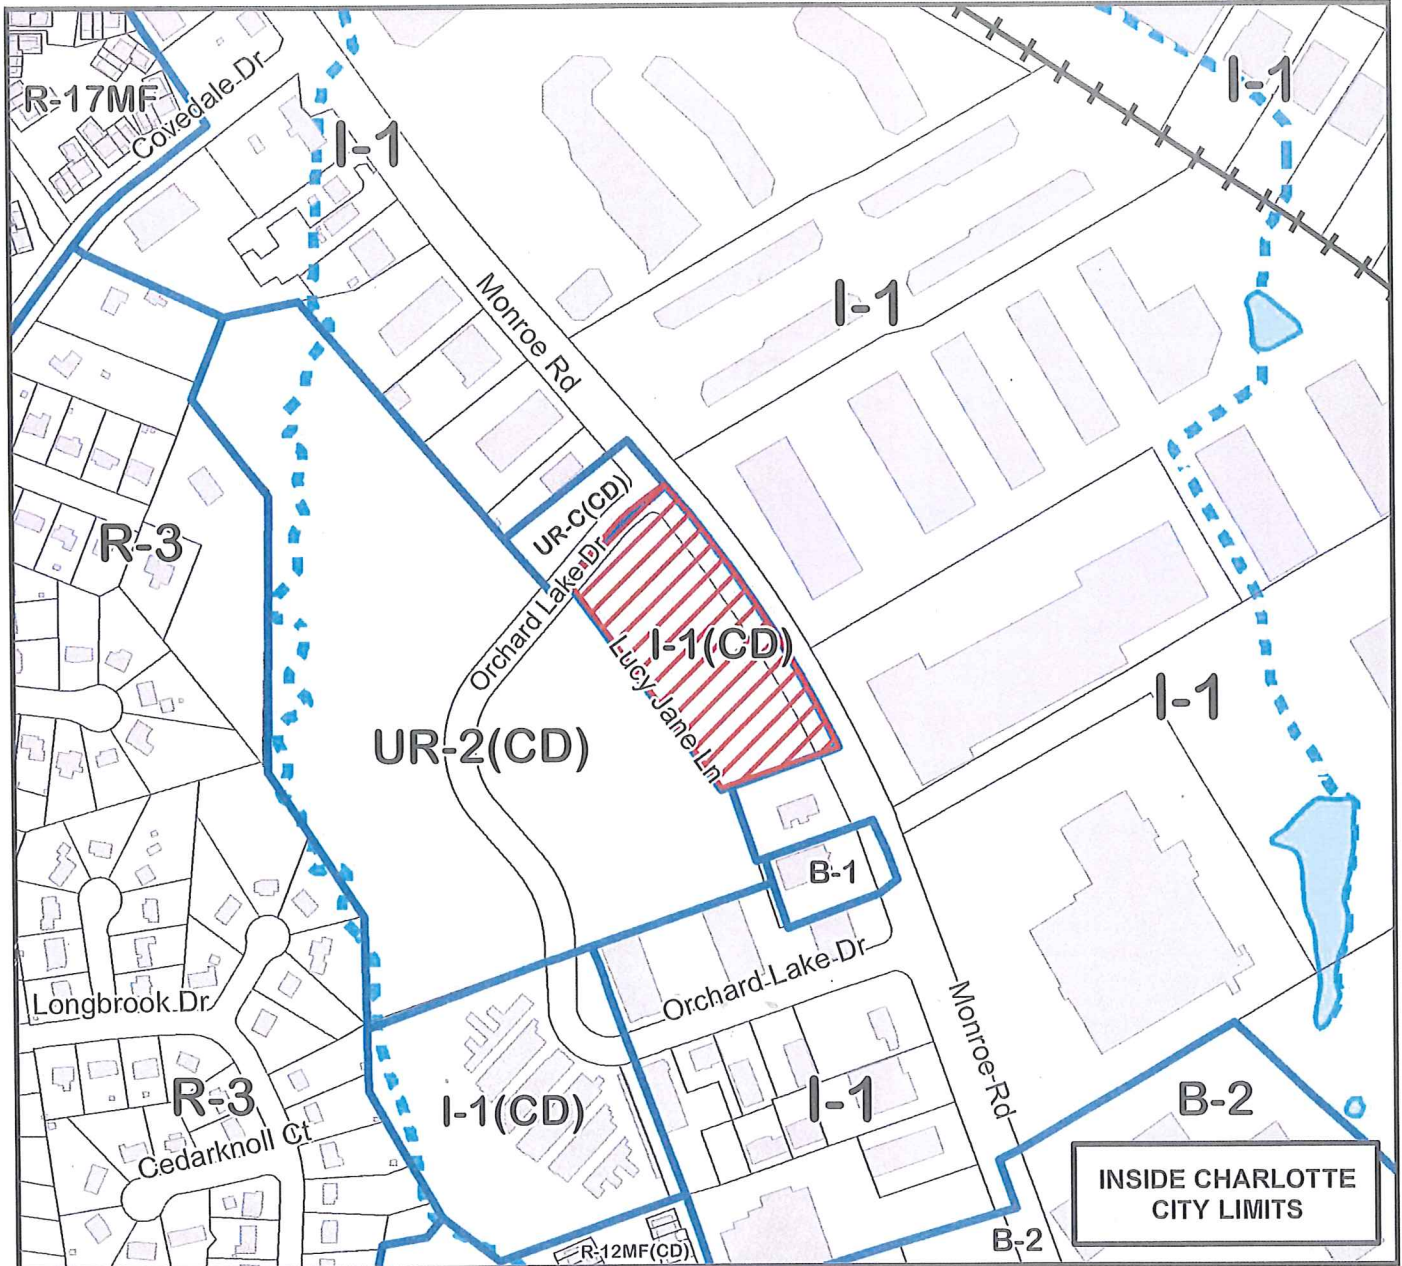 R-17MF
Covedale Dr
I-1
I-1
Monroe Rd
I-1
UR-C(CD)
R-3
Orchard Lake Dr
I-1(CD)
Lucy Jane Ln
I-1
UR-2(CD)
B-1
Orchard Lake Dr
Longbrook Dr
Monroe Rd
R-3
I-1(CD)
I-1
B-2
Cedarknoll Ct
INSIDE CHARLOTTE
CITY LIMITS
B-2
R-12MF(CD)